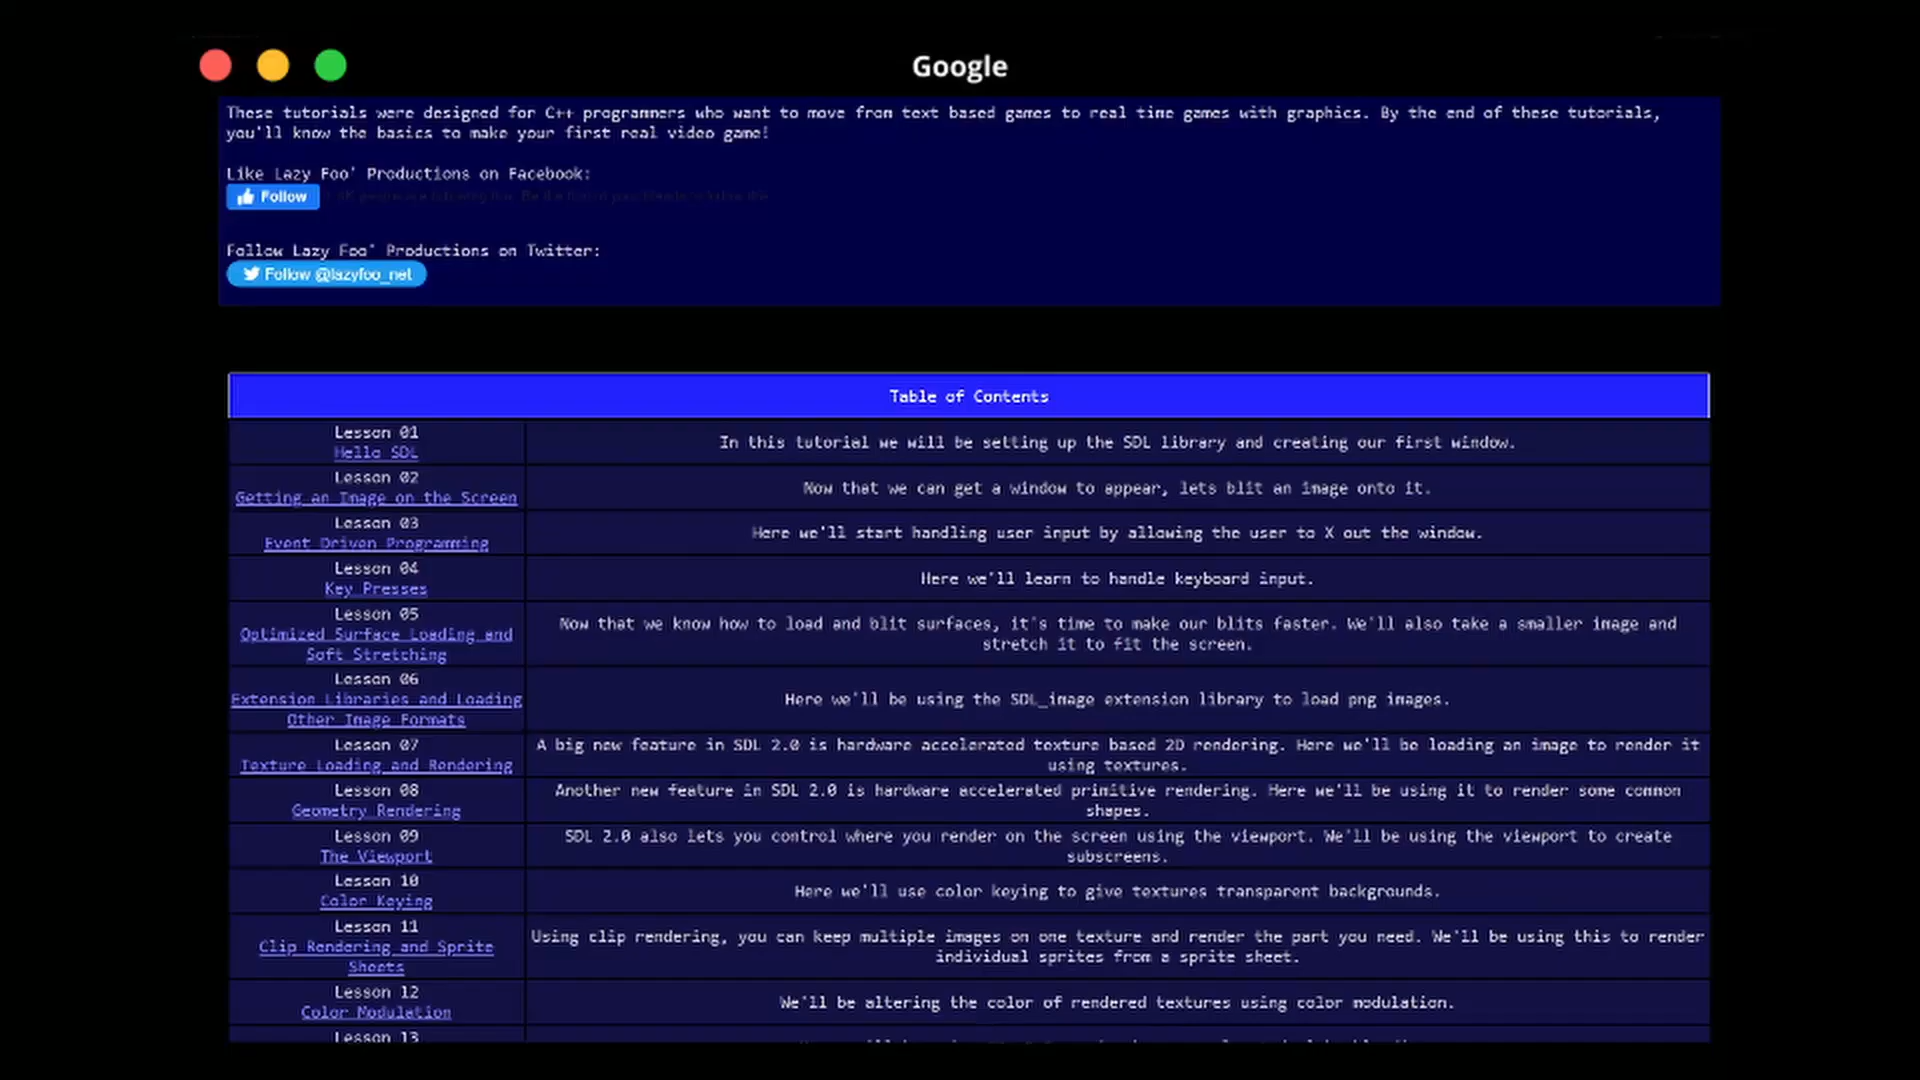 Google
These tutorials were designed for C++ programmers who want to move from text based games to real time games with graphics. By the end of these tutorials,
you'll know the basics to make your first real video game!
Like Lazy Foo' Productions on Facebook:
Follow
Follow Lazy Foo' Productions on Twitter:
Follow @lazyfoo_net
Table of Contents
Lesson 01
Hello SDL
In this tutorial we will be setting up the SDL library and creating our first window.
Lesson 02
Getting an Image on the Screen
Now that we can get a window to appear, lets blit an image onto it.
Lesson 03
Event Driven Programming
Here we'll start handling user input by allowing the user to X out the window.
Lesson 04
Key Presses
Here we'll learn to handle keyboard input.
Lesson 05
Optimized Surface Loading and
Soft Stretching
Now that we know how to load and blit surfaces, it's time to make our blits faster. We'll also take a smaller image and
stretch it to fit the screen.
Lesson 06
Extension Libraries and Loading
Other Image Formats
Here we'll be using the SDL_image extension library to load png images.
Lesson 07
Texture Loading and Rendering
A big new feature in SDL 2.0 is hardware accelerated texture based 2D rendering. Here we'll be loading an image to render it
using textures.
Lesson 08
Geometry Rendering
Another new feature in SDL 2.0 is hardware accelerated primitive rendering. Here we'll be using it to render some common
shapes.
Lesson 09
The Viewport
SDL 2.0 also lets you control where you render on the screen using the viewport. We'll be using the viewport to create
subscreens.
Lesson 10
Color Keying
Here we'll use color keying to give textures transparent backgrounds.
Lesson 11
Clip Rendering and Sprite
Sheets
Using clip rendering, you can keep multiple images on one texture and render the part you need. We'll be using this to render
individual sprites from a sprite sheet.
Lesson 12
Color Modulation
We'll be altering the color of rendered textures using color modulation.
Lesson 13